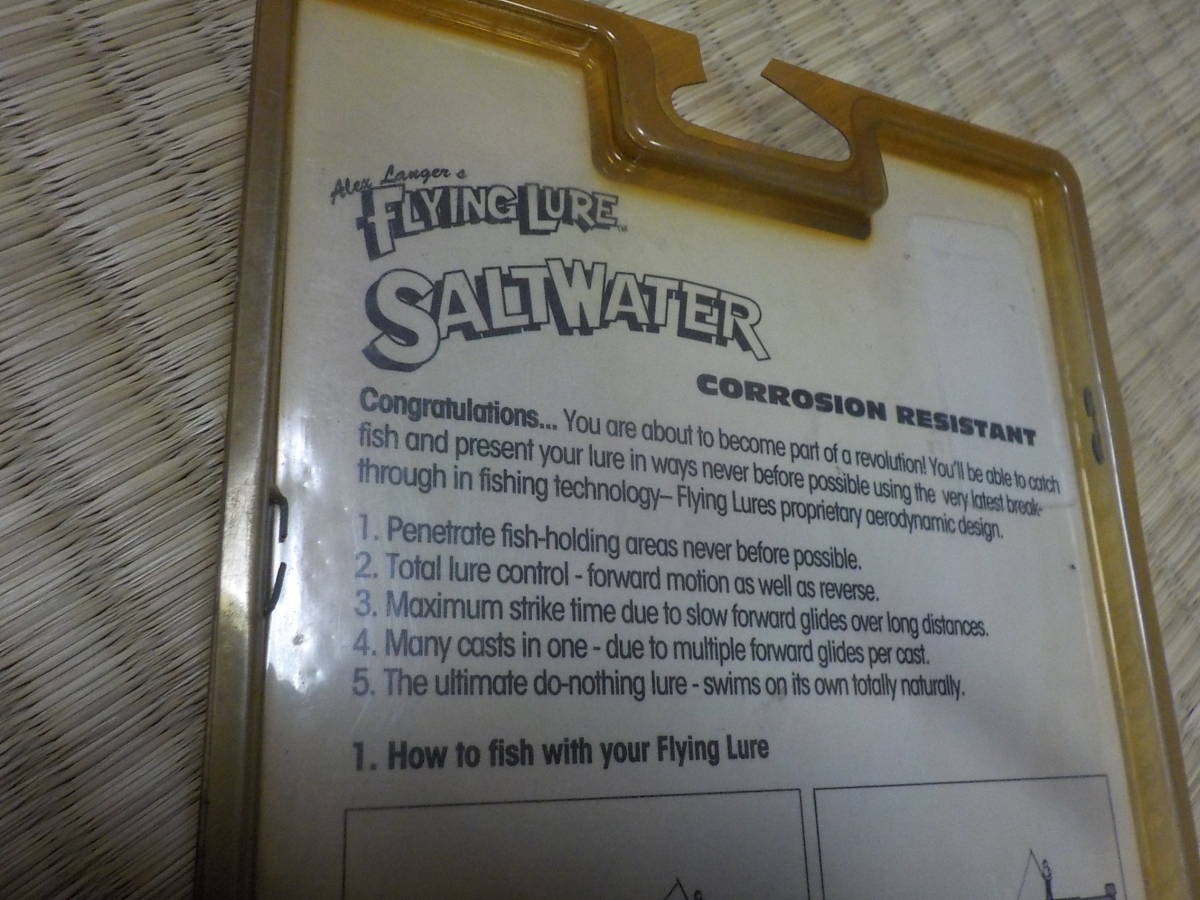 Alex Langer's
FLYING LURE™
SALTWATER
CORROSION RESISTANT
Congratulations... You are about to become part of a revolution! You'll be able to catch
fish and present your lure in ways never before possible using the very latest break-
through in fishing technology– Flying Lures proprietary aerodynamic design.
1. Penetrate fish-holding areas never before possible.
2. Total lure control - forward motion as well as reverse.
3. Maximum strike time due to slow forward glides over long distances.
4. Many casts in one - due to multiple forward glides per cast.
5. The ultimate do-nothing lure - swims on its own totally naturally.
1. How to fish with your Flying Lure